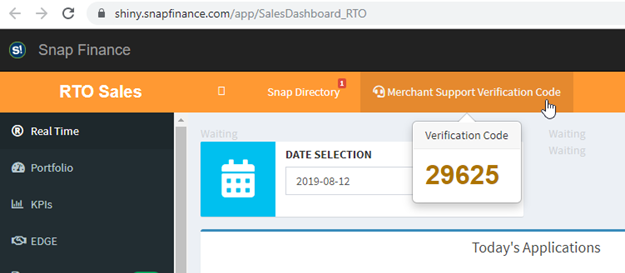 shiny.snapfinance.com/app/SalesDashboard_RTO
S! Snap Finance
RTO Sales
Snap Directory 1
Merchant Support Verification Code
Real Time
Portfolio
KPIs
EDGE
Waiting
DATE SELECTION
2019-08-12
Verification Code
29625
Waiting
Waiting
Today's Applications